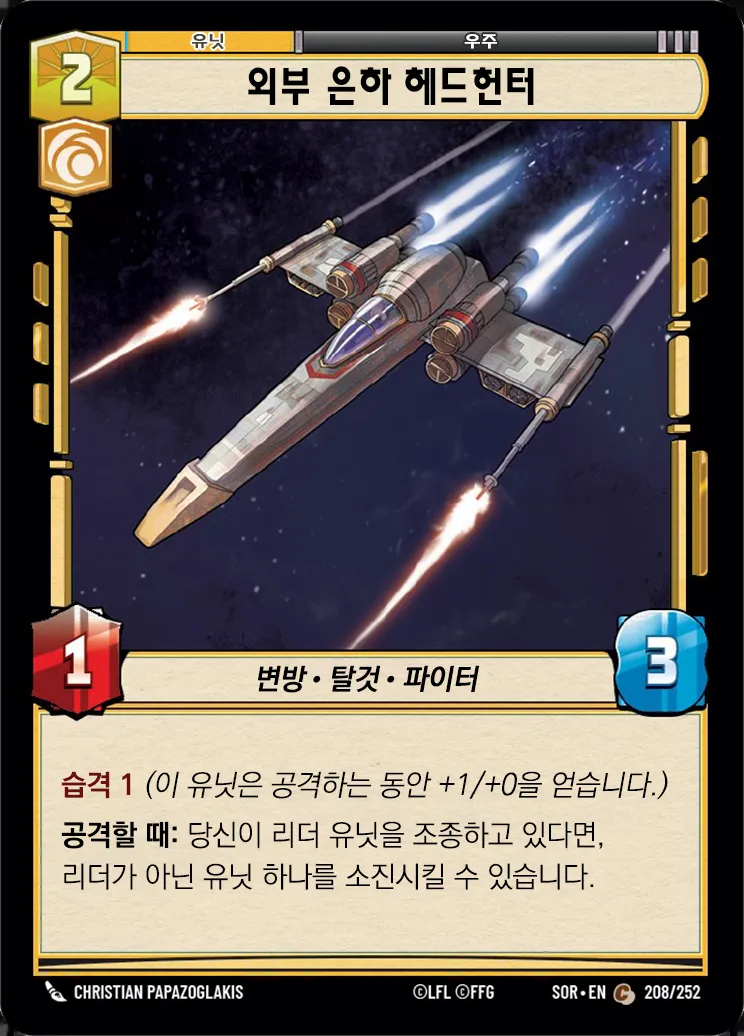 유닛
우주
2
외부 은하 헤드헌터
1
변방 • 탈것 • 파이터
3
습격 1 (이 유닛은 공격하는 동안 +1/+0을 얻습니다.)
공격할 때: 당신이 리더 유닛을 조종하고 있다면,
리더가 아닌 유닛 하나를 소진시킬 수 있습니다.
CHRISTIAN PAPAZOGLAKIS
©LFL ©FFG
SOR • EN C 208/252